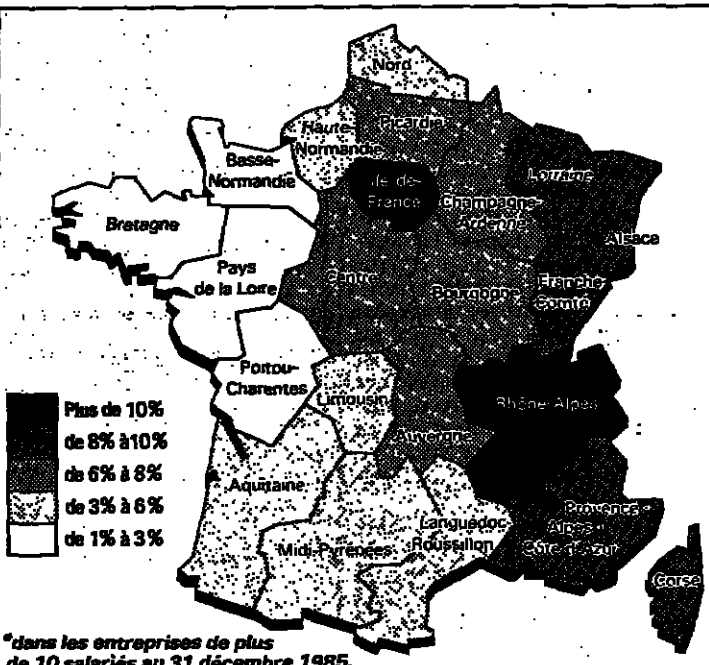 Nord
Picardie
Haute-
Normandie
Basse-
Normandie
Ile-de-
France
Champagne-
Ardenne
Lorraine
Alsace
Bretagne
Pays
de la Loire
Centre
Bourgogne
Franche-
Comté
Poitou-
Charentes
Limousin
Auvergne
Rhône-Alpes
Plus de 10%
de 8% à 10%
de 6% à 8%
de 3% à 6%
de 1% à 3%
Aquitaine
Midi-Pyrénées
Languedoc
Roussillon
Provence-
Alpes
Côte d'Azur
Corse
*dans les entreprises de plus
de 10 salariés au 31 décembre 1985.